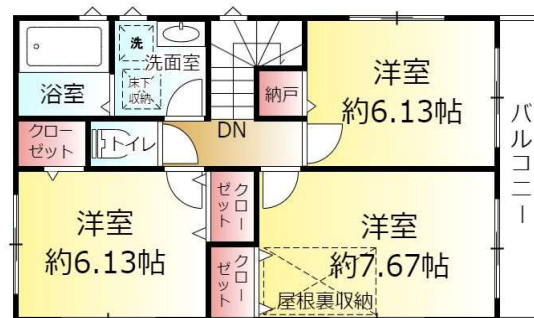 洗
洗面室
床下
収納
浴室
納戸
洋室
約6.13帖
バルコニー
クロー
ゼット
トイレ
DN
洋室
約6.13帖
クロー
ゼット
クロー
ゼット
洋室
約7.67帖
屋根裏収納